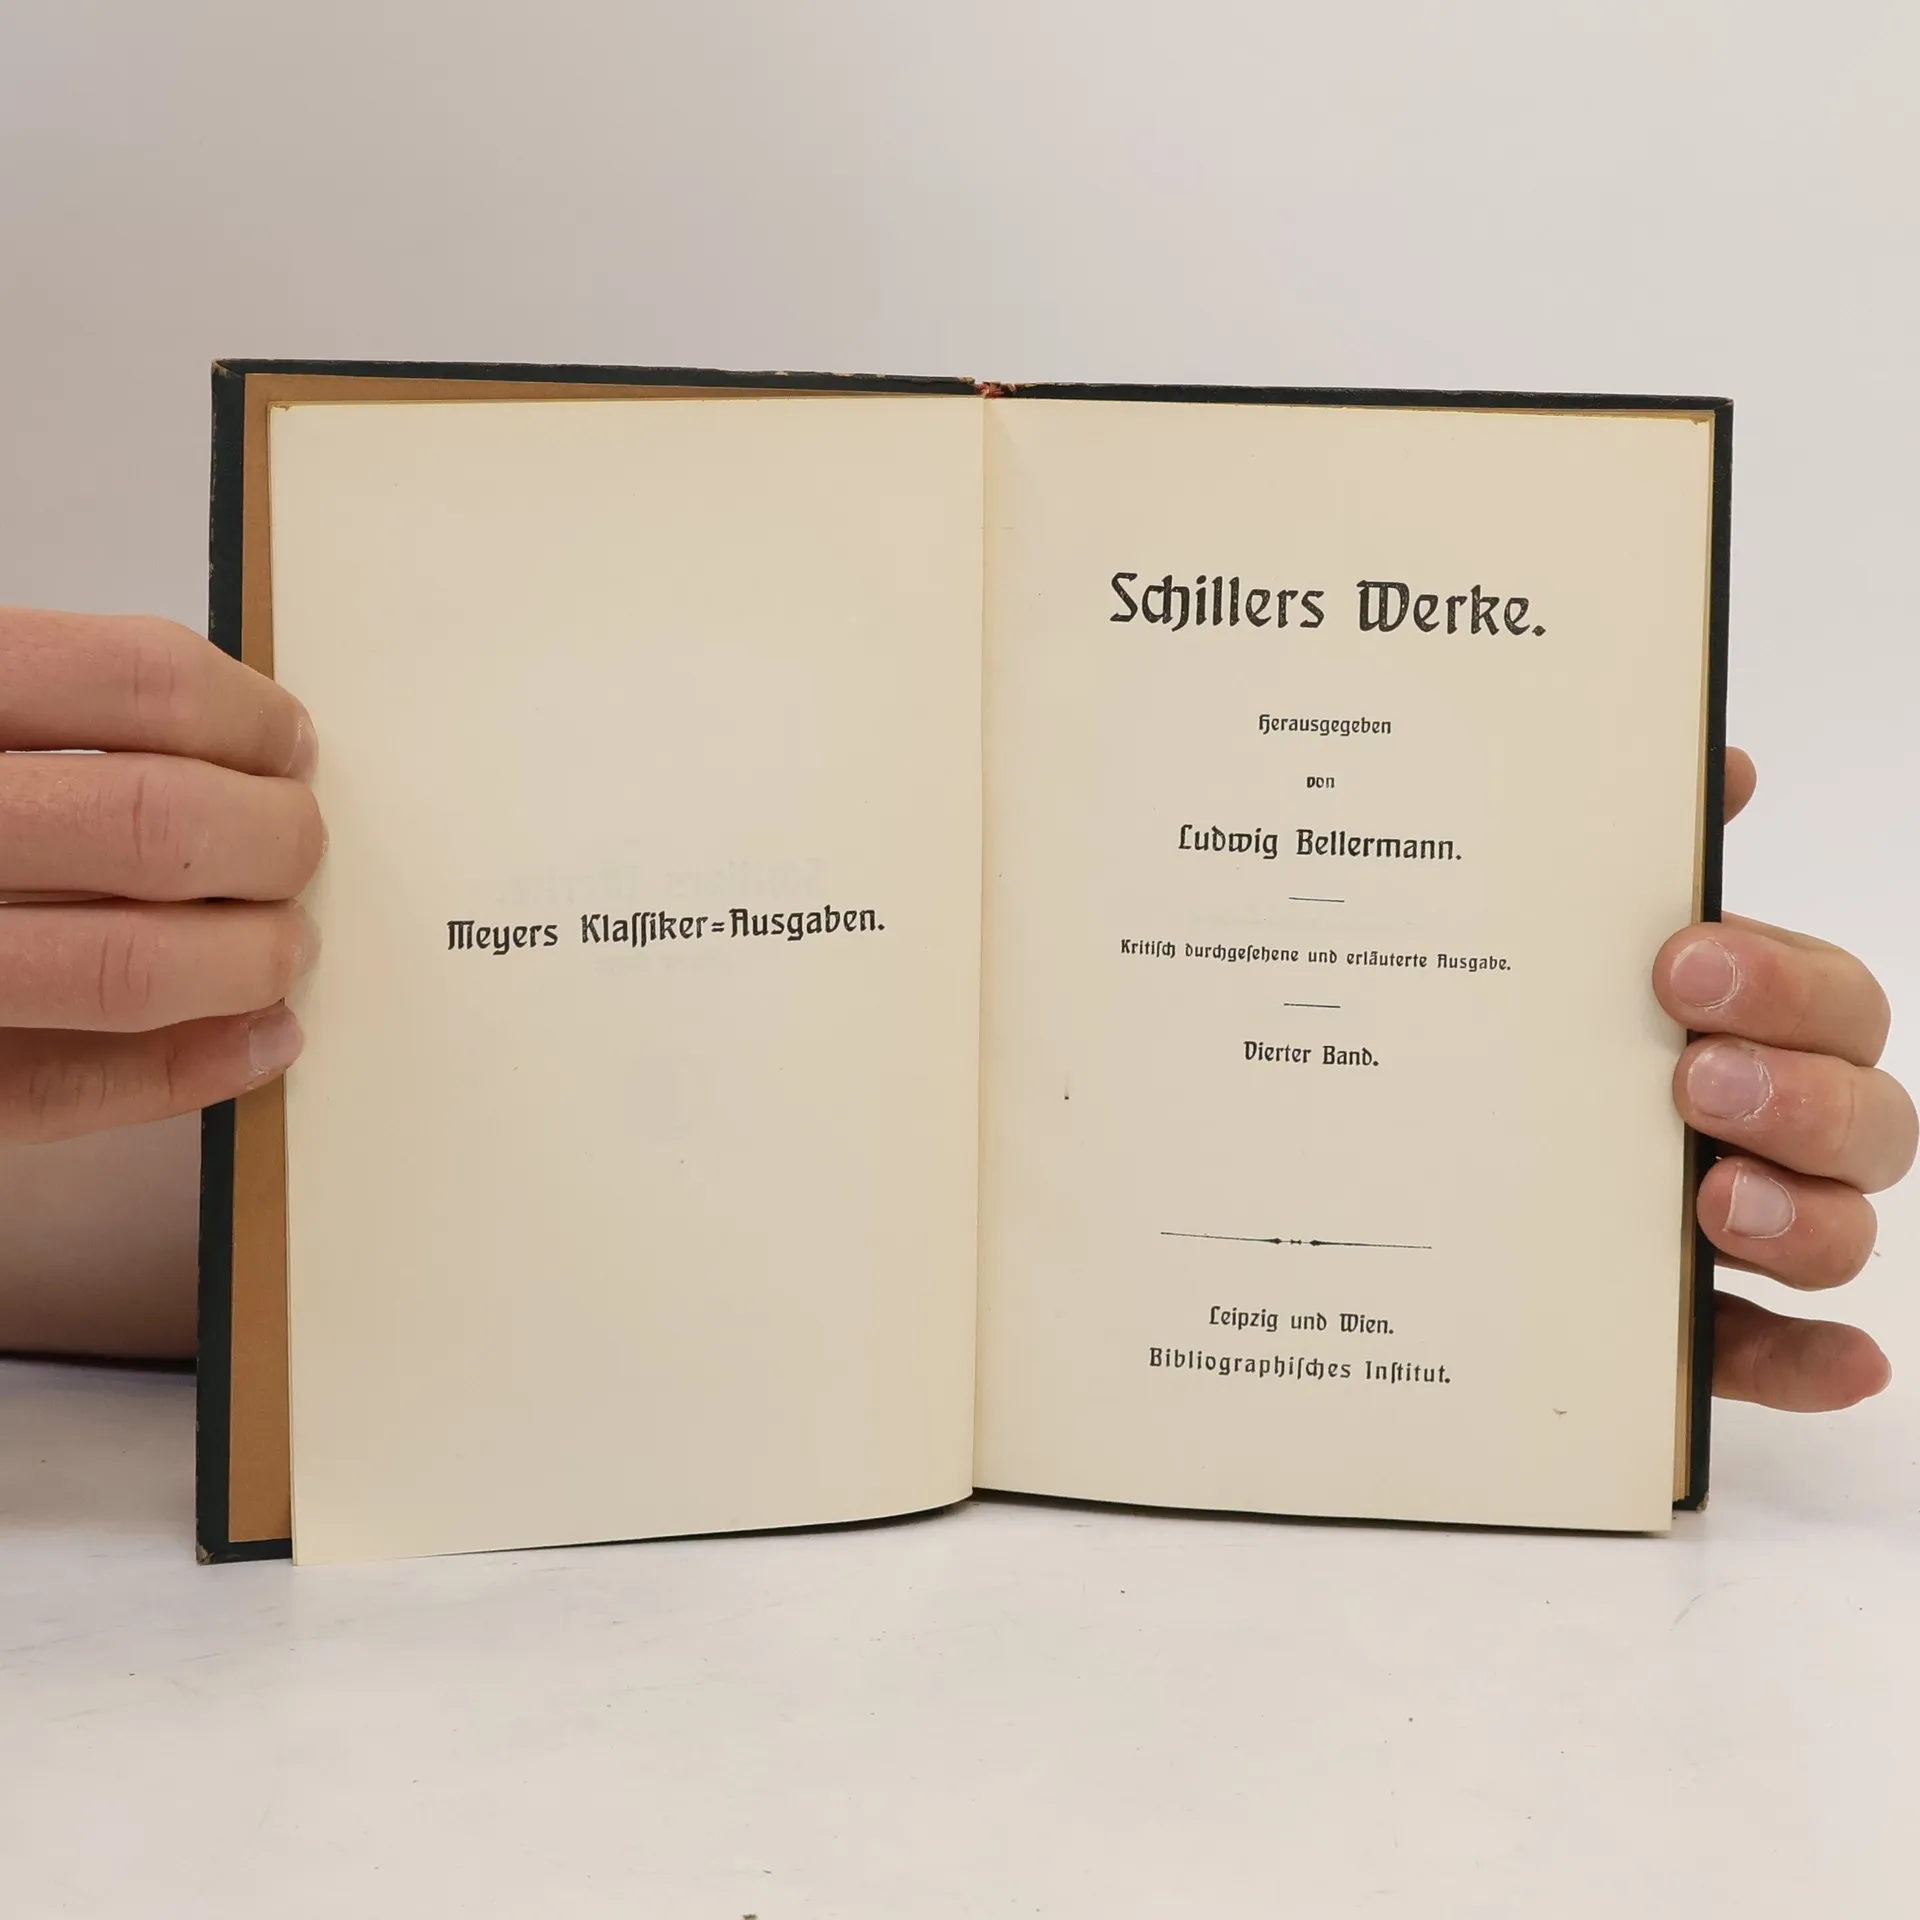 Meyers Klaſſiker=Ausgaben.
Schillers Werke.
Herausgegeben
von
Ludwig Bellermann.
Kritiſch durchgeſehene und erläuterte Ausgabe.
Vierter Band.
Leipzig und Wien.
Bibliographiſches Inſtitut.